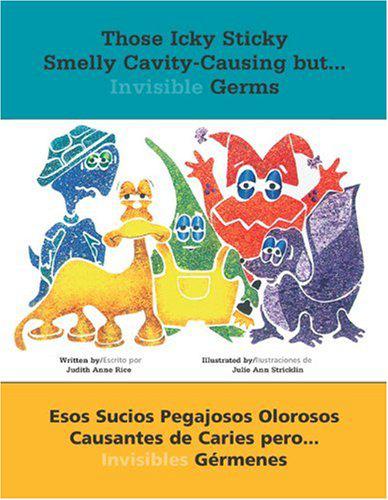 Those Icky Sticky
Smelly Cavity-Causing but...
Invisible Germs
Written by/Escrito por
Judith Anne Rice
Illustrated by/Ilustraciones de
Julie Ann Stricklin
Esos Sucios Pegajosos Olorosos
Causantes de Caries pero...
Invisibles Gérmenes